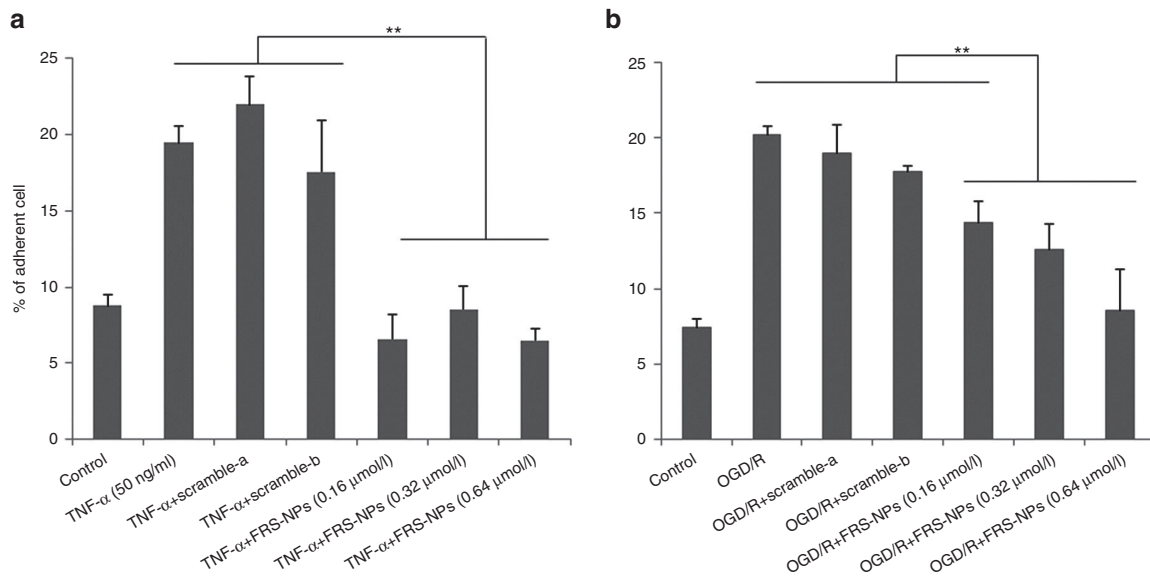 a
**
25
20
15
10
5
0
% of adherent cell
Control
TNF-α (50 ng/ml)
TNF-α+scramble-a
TNF-α+scramble-b
TNF-α+FRS-NPs (0.16 μmol/l)
TNF-α+FRS-NPs (0.32 μmol/l)
TNF-α+FRS-NPs (0.64 μmol/l)
b
**
25
20
15
10
5
0
Control
OGD/R
OGD/R+scramble-a
OGD/R+scramble-b
OGD/R+FRS-NPs (0.16 μmol/l)
OGD/R+FRS-NPs (0.32 μmol/l)
OGD/R+FRS-NPs (0.64 μmol/l)